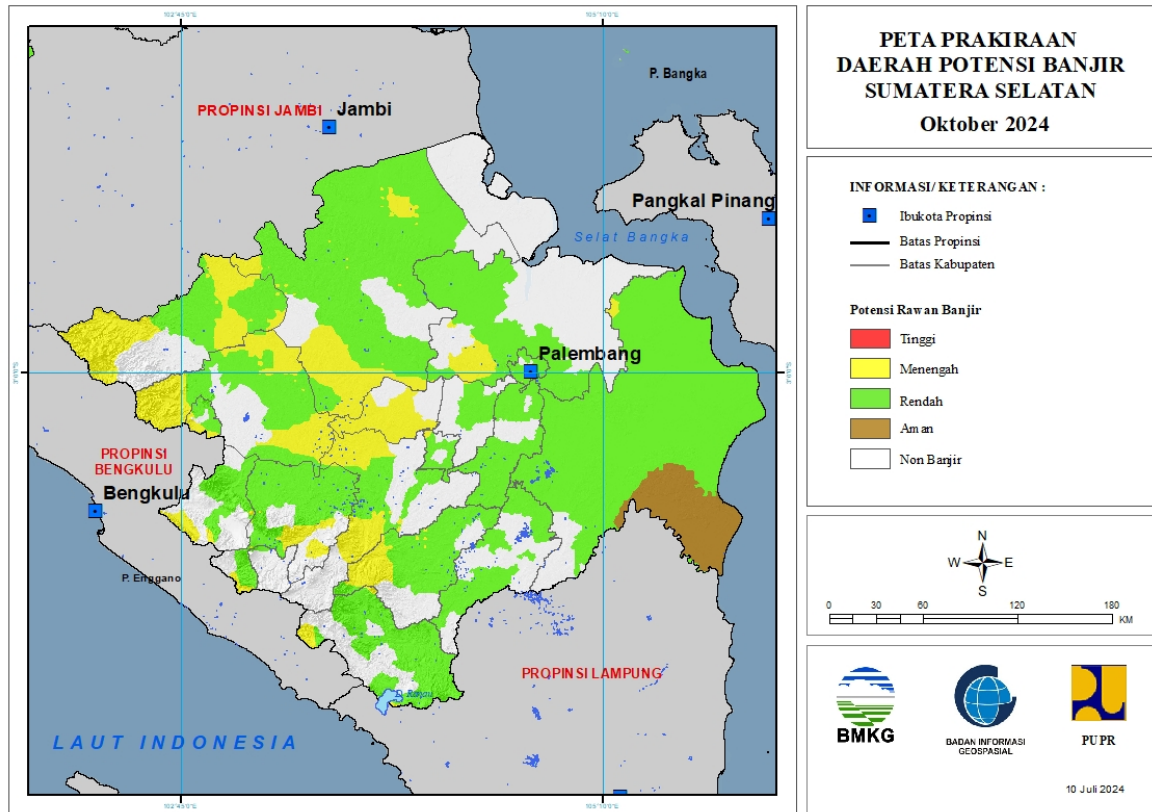 PETA PRAKIRAAN
DAERAH POTENSI BANJIR
SUMATERA SELATAN
Oktober 2024
INFORMASI/ KETERANGAN :
Ibukota Propinsi
Batas Propinsi
Batas Kabupaten
Potensi Rawan Banjir
Tinggi
Menengah
Rendah
Aman
Non Banjir
N
W E
S
0 30 60 120 180
KM
BMKG
BADAN INFORMASI
GEOSPASIAL
PUPR
10 Juli 2024
P. Bangka
PROPINSI JAMBI
Jambi
Pangkal Pinang
Selat Bangka
Palembang
PROPINSI
BENGKULU
Bengkulu
P. Enggano
PROPINSI LAMPUNG
D. Ranau
LAUT INDONESIA